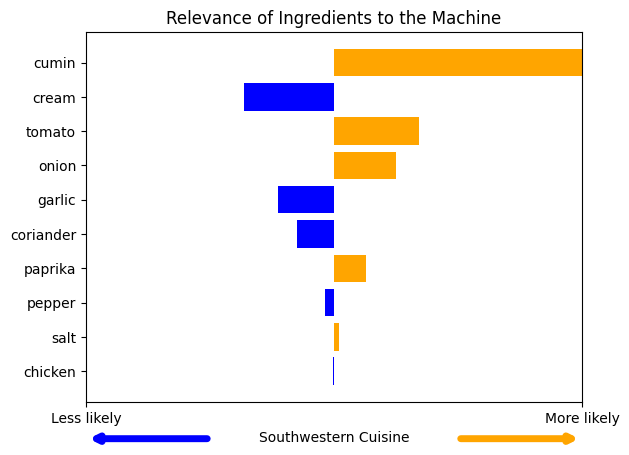 Relevance of Ingredients to the Machine
cumin
cream
tomato
onion
garlic
coriander
paprika
pepper
salt
chicken
Less likely
More likely
Southwestern Cuisine